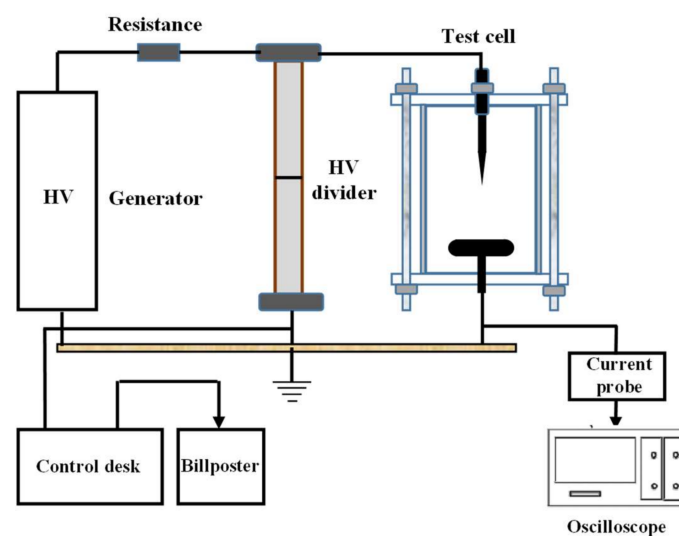 Resistance
Test cell
HV
Generator
HV
divider
Current
probe
Control desk
Billposter
Oscilloscope